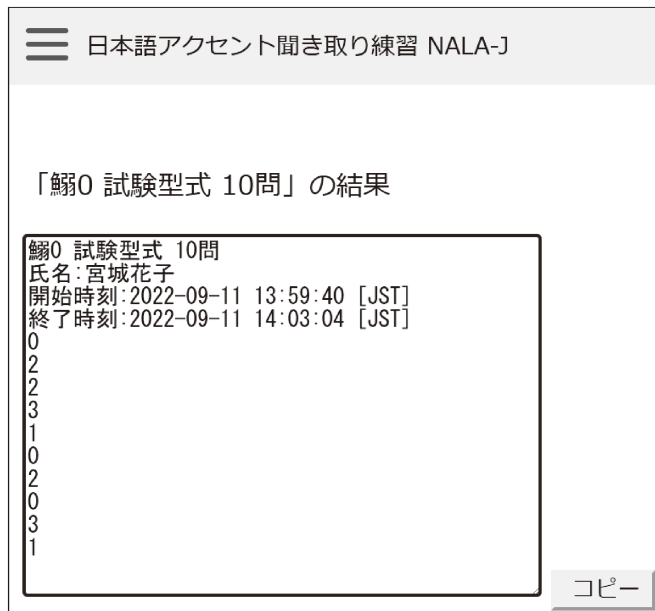 日本語アクセント聞き取り練習 NALA-J
「鰯0 試験型式 10問」の結果
鰯0 試験型式 10問
氏名:宮城花子
開始時刻:2022-09-11 13:59:40 [JST]
終了時刻:2022-09-11 14:03:04 [JST]
0
2
2
3
1
0
2
0
3
1
コピー